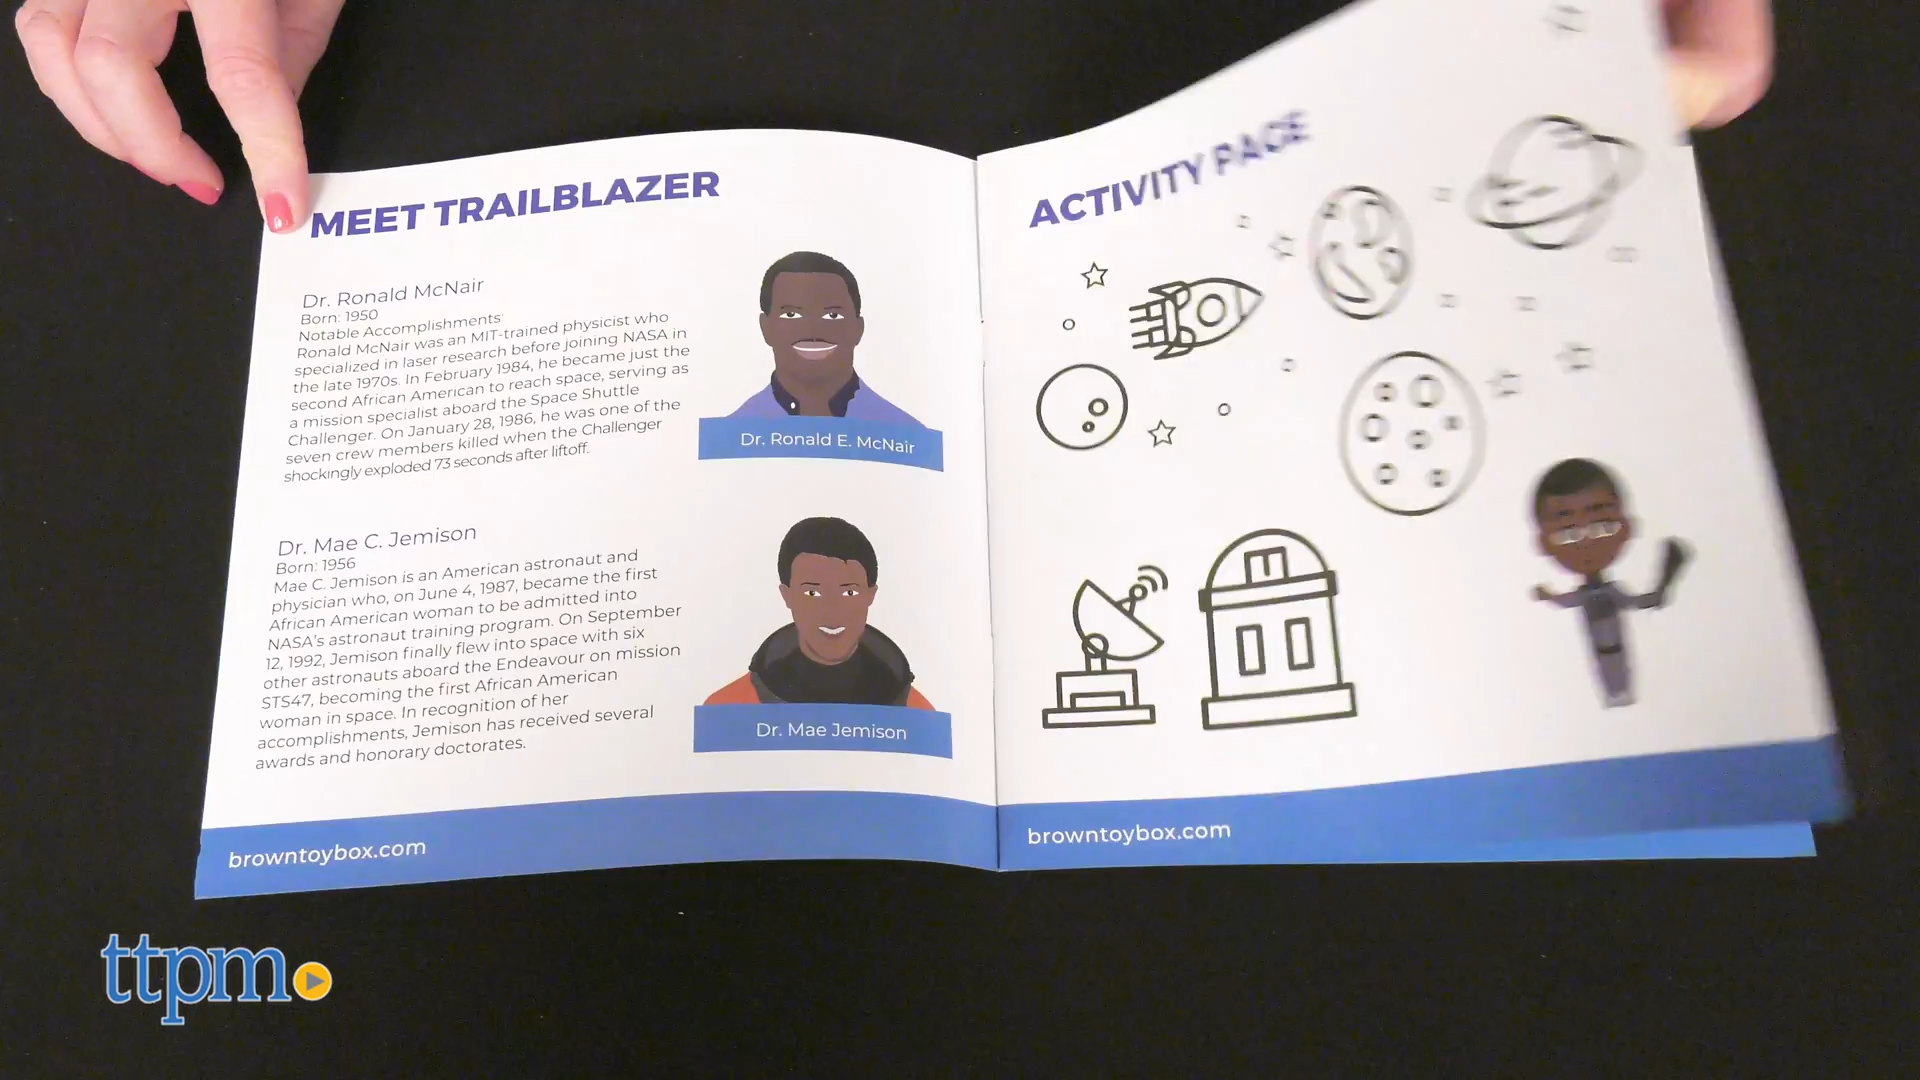 MEET TRAILBLAZER
Dr. Ronald McNair
Born: 1950
Notable Accomplishments:
Ronald McNair was an MIT-trained physicist who
specialized in laser research before joining NASA in
the late 1970s. In February 1984, he became just the
second African American to reach space, serving as
a mission specialist aboard the Space Shuttle
Challenger. On January 28, 1986, he was one of the
seven crew members killed when the Challenger
shockingly exploded 73 seconds after liftoff.
Dr. Ronald E. McNair
Dr. Mae C. Jemison
Born: 1956
Mae C. Jemison is an American astronaut and
physician who, on June 4, 1987, became the first
African American woman to be admitted into
NASA's astronaut training program. On September
12, 1992, Jemison finally flew into space with six
other astronauts aboard the Endeavour on mission
STS47, becoming the first African American
woman in space. In recognition of her
accomplishments, Jemison has received several
awards and honorary doctorates.
Dr. Mae Jemison
browntoybox.com
ACTIVITY PAGE
browntoybox.com
ttpm